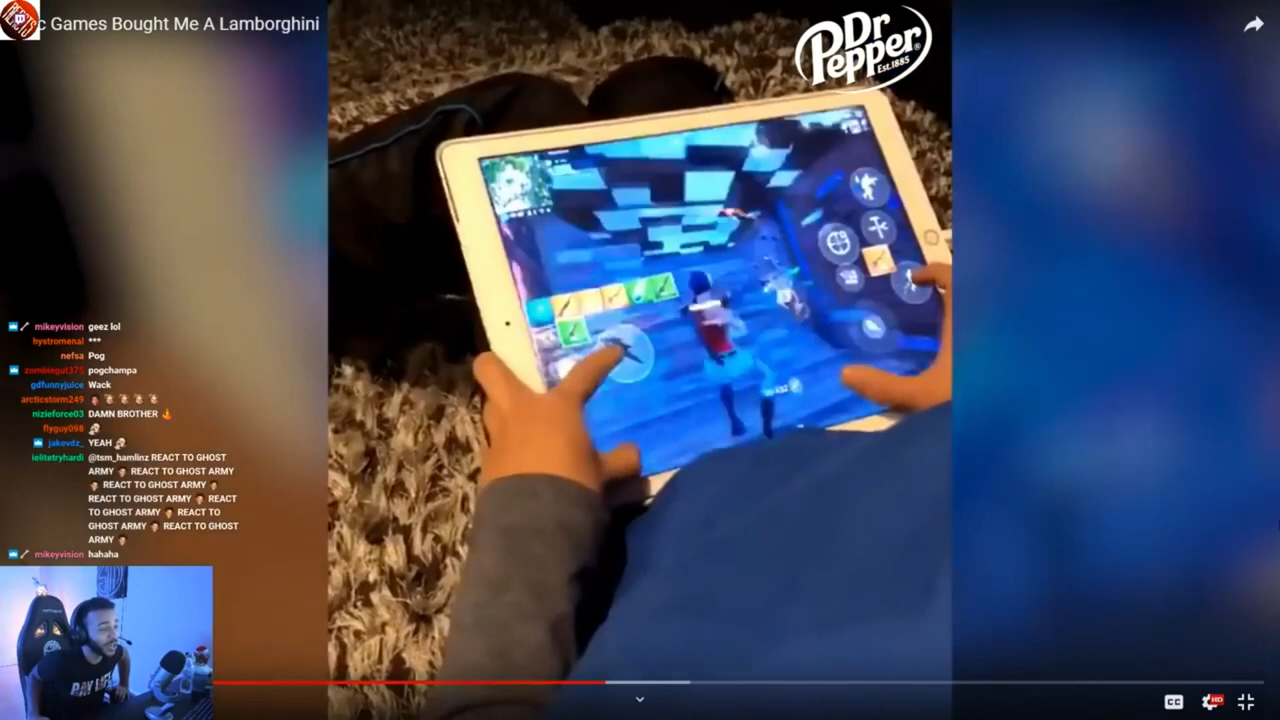 c Games Bought Me A Lamborghini
REACTS
Dr
Pepper®
Est.1885
mikeyvision geez lol
hystromenal ***
nefsa Pog
zombiegut375 pogchampa
gdfunnyjuice Wack
arcticstorm249
nizieforce03 DAMN BROTHER
flyguy098
jakevdz_ YEAH
ielitetryhardi @tsm_hamlinz REACT TO GHOST
ARMY REACT TO GHOST ARMY
REACT TO GHOST ARMY
REACT TO GHOST ARMY REACT
TO GHOST ARMY REACT TO
GHOST ARMY REACT TO GHOST
ARMY
mikeyvision hahaha
CC
HD